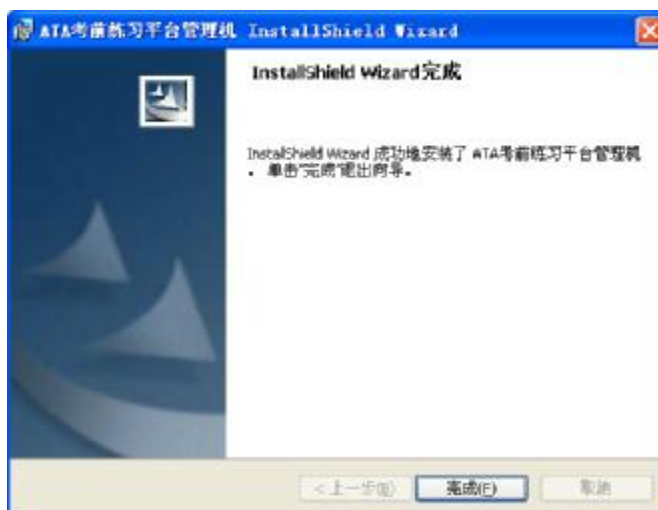 ATA考前练习平台管理机 InstallShield Wizard
InstallShield Wizard完成
InstallShield Wizard 成功地安装了 ATA考前练习平台管理机
。 单击“完成”退出向导。
<上一步(B)
完成(F)
取消